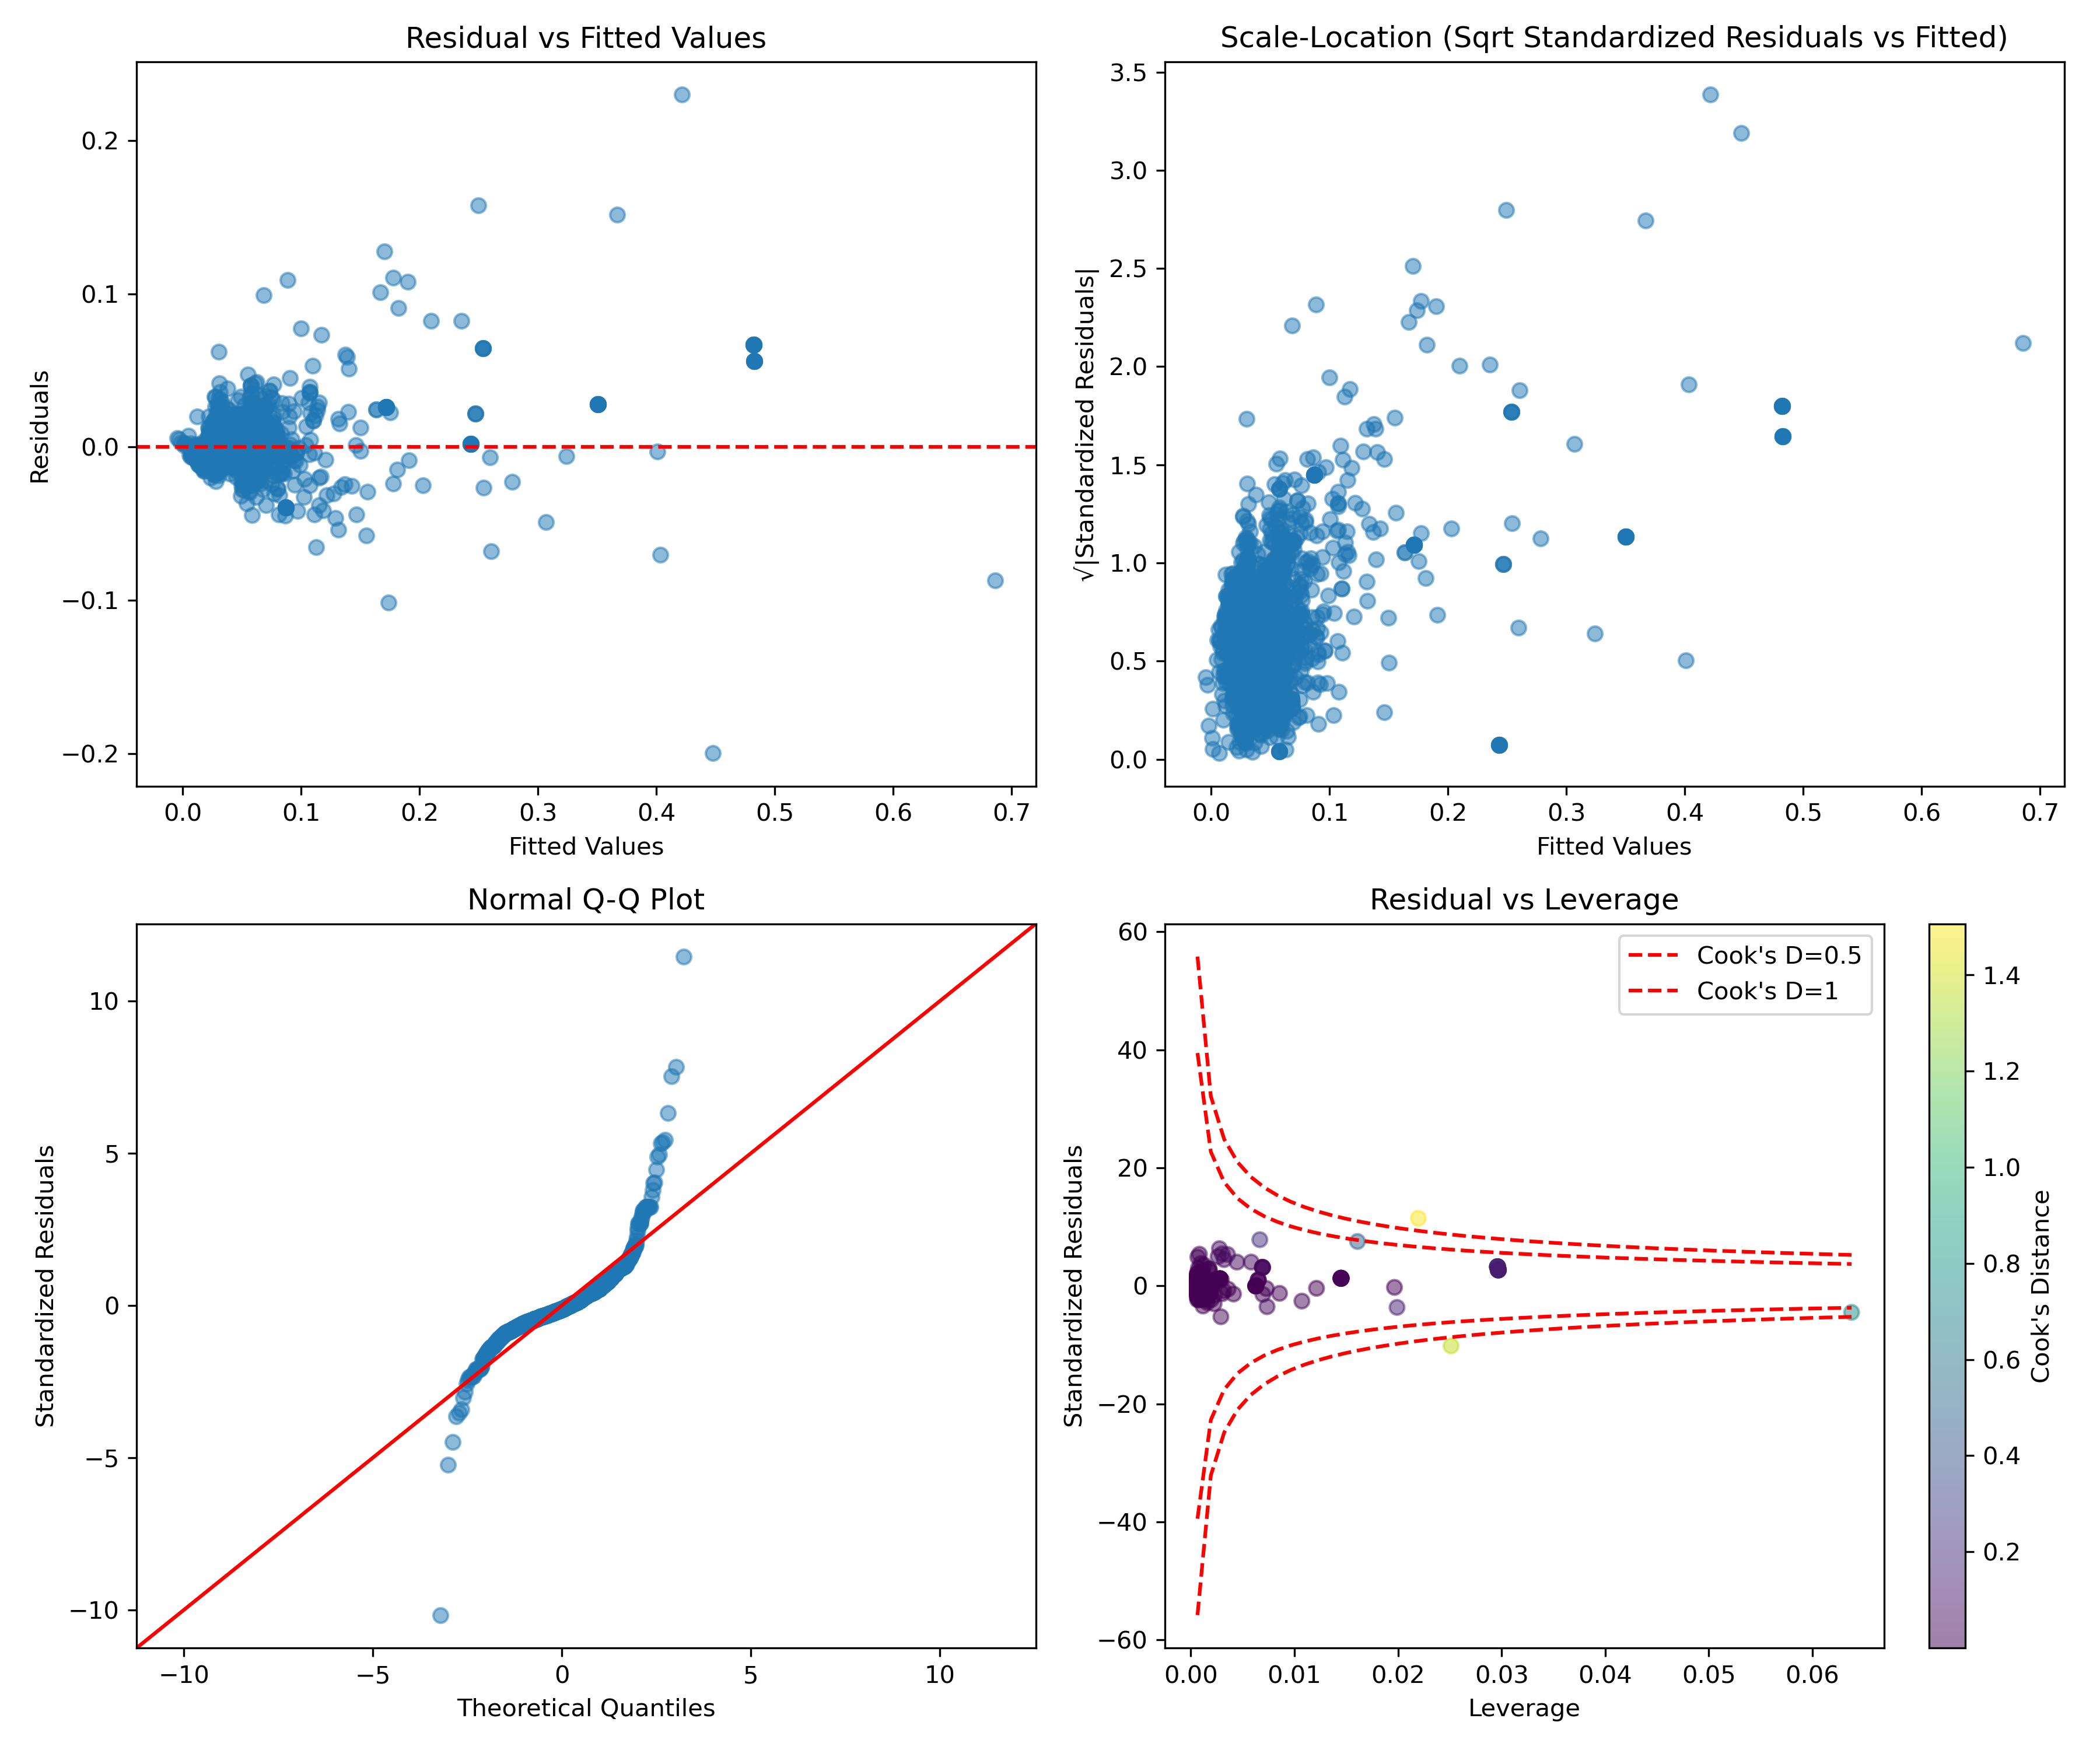 Residual vs Fitted Values
Residuals
0.2
0.1
0.0
−0.1
−0.2
0.0 0.1 0.2 0.3 0.4 0.5 0.6 0.7
Fitted Values
Scale-Location (Sqrt Standardized Residuals vs Fitted)
√|Standardized Residuals|
3.5
3.0
2.5
2.0
1.5
1.0
0.5
0.0
0.0 0.1 0.2 0.3 0.4 0.5 0.6 0.7
Fitted Values
Normal Q-Q Plot
Standardized Residuals
10
5
0
−5
−10
−10 −5 0 5 10
Theoretical Quantiles
Residual vs Leverage
Standardized Residuals
60
40
20
0
−20
−40
−60
Cook's D=0.5
Cook's D=1
0.00 0.01 0.02 0.03 0.04 0.05 0.06
Leverage
1.4
1.2
1.0
0.8
0.6
0.4
0.2
Cook's Distance